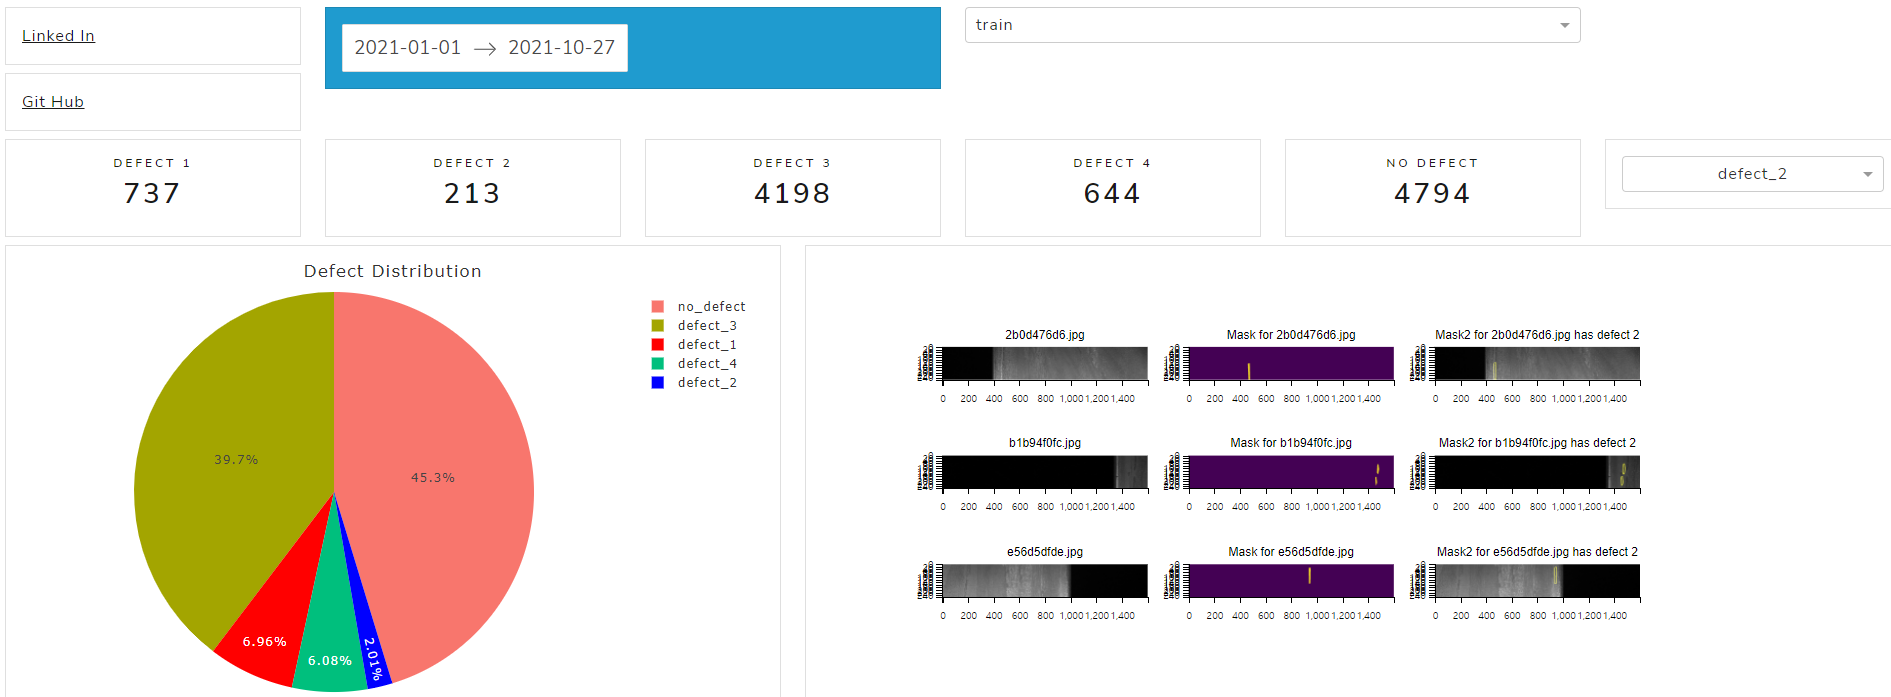 Linked In
2021-01-01 → 2021-10-27
train
Git Hub
DEFECT 1
737
DEFECT 2
213
DEFECT 3
4198
DEFECT 4
644
NO DEFECT
4794
defect_2
Defect Distribution
no_defect
defect_3
defect_1
defect_4
defect_2
39.7%
45.3%
6.96%
6.08%
2.01%
2b0d476d6.jpg
Mask for 2b0d476d6.jpg
Mask2 for 2b0d476d6.jpg has defect 2
0 200 400 600 800 1,000 1,200 1,400
0 200 400 600 800 1,000 1,200 1,400
0 200 400 600 800 1,000 1,200 1,400
b1b94f0fc.jpg
Mask for b1b94f0fc.jpg
Mask2 for b1b94f0fc.jpg has defect 2
0 200 400 600 800 1,000 1,200 1,400
0 200 400 600 800 1,000 1,200 1,400
0 200 400 600 800 1,000 1,200 1,400
e56d5dfde.jpg
Mask for e56d5dfde.jpg
Mask2 for e56d5dfde.jpg has defect 2
0 200 400 600 800 1,000 1,200 1,400
0 200 400 600 800 1,000 1,200 1,400
0 200 400 600 800 1,000 1,200 1,400